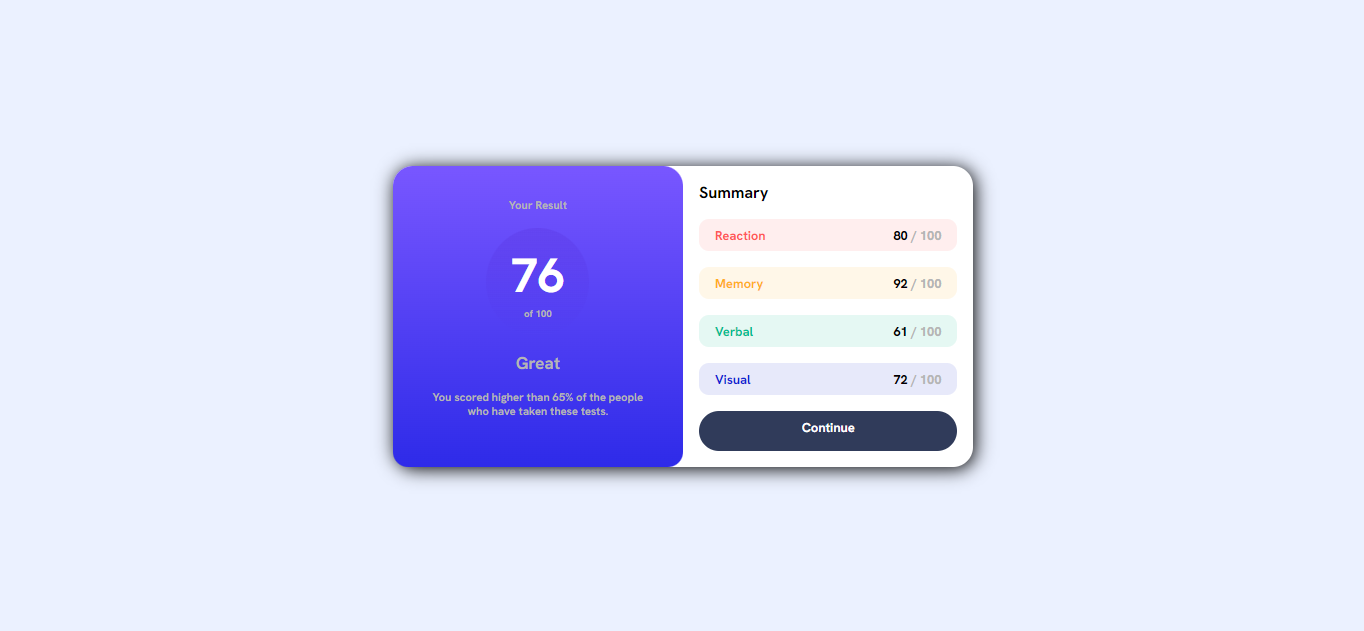 Your Result
76
of 100
Great
You scored higher than 65% of the people
who have taken these tests.
Summary
Reaction 80 / 100
Memory 92 / 100
Verbal 61 / 100
Visual 72 / 100
Continue